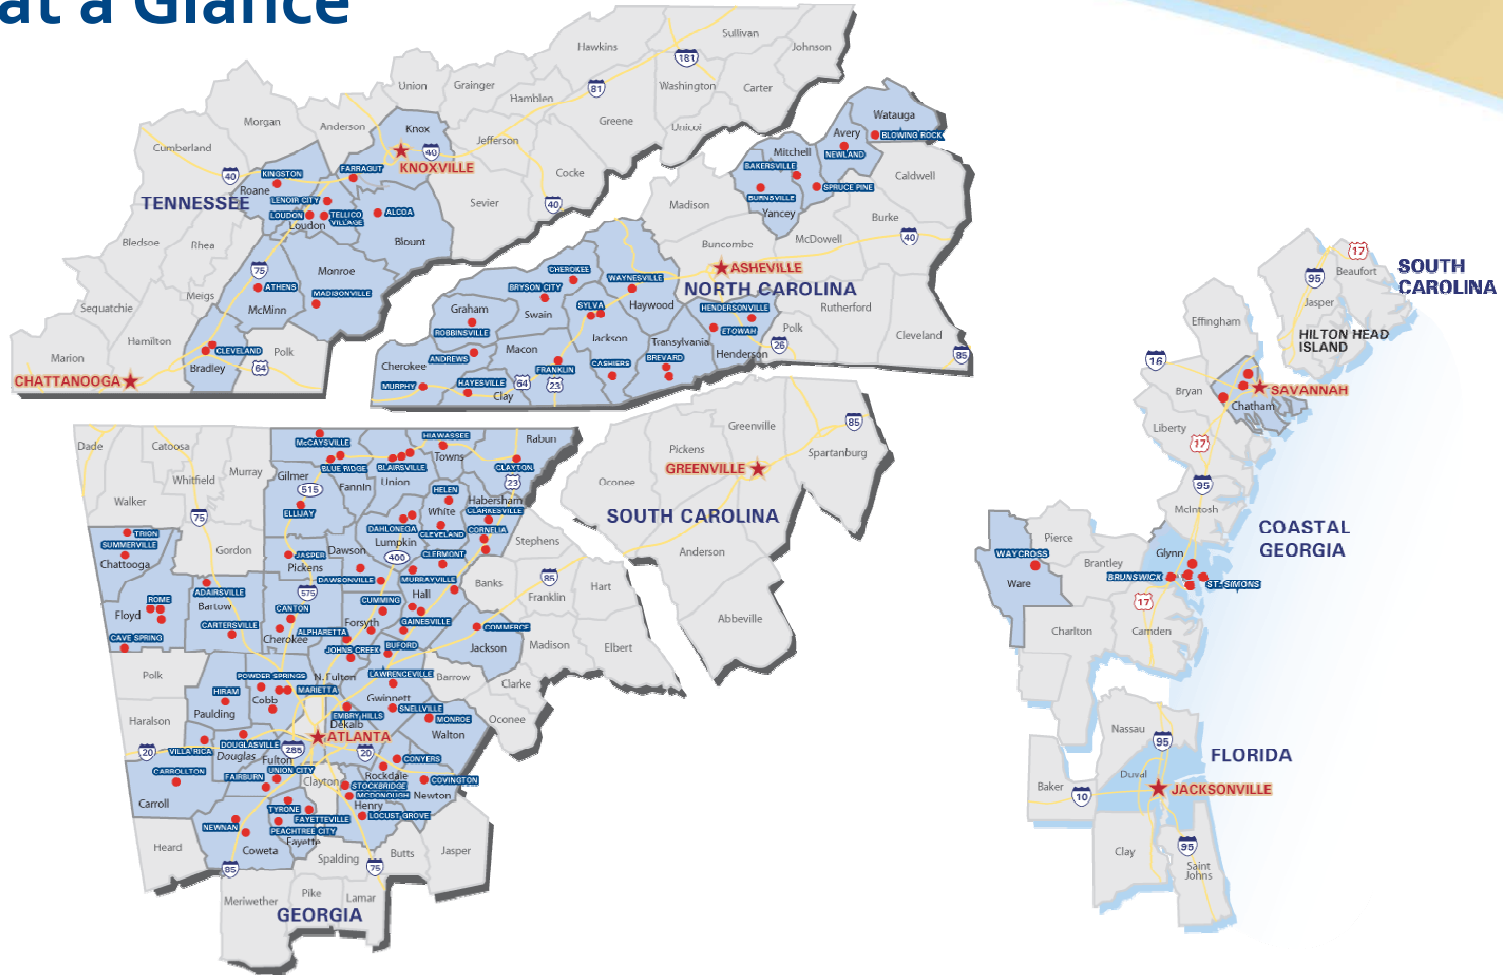 at a Glance
Hawkins
Sullivan
Johnson
181
Union
Grainger
81
Washington
Carter
Hamblen
Morgan
Anderson
Knox
Greene
Unicoi
Jefferson
Cumberland
40
KNOXVILLE
40
KINGSTON
FARRAGUT
Cocke
Roane
TENNESSEE
LENOIR CITY
LOUDON
TELLICO
VILLAGE
ALCOA
Loudon
Sevier
40
Bledsoe
Rhea
Blount
75
Monroe
ATHENS
MADISONVILLE
Meigs
McMinn
Sequatchie
Hamilton
CLEVELAND
Polk
Marion
Bradley
64
CHATTANOOGA
Watauga
BLOWING ROCK
Avery
NEWLAND
Mitchell
BAKERSVILLE
SPRUCE PINE
BURNSVILLE
Yancey
Caldwell
Madison
Burke
McDowell
40
Buncombe
ASHEVILLE
NORTH CAROLINA
CHEROKEE
BRYSON CITY
WAYNESVILLE
Graham
Swain
SYLVA
Haywood
HENDERSONVILLE
Rutherford
ROBBINSVILLE
ETOWAH
Polk
Jackson
Transylvania
Cleveland
Macon
Henderson
26
85
ANDREWS
Cherokee
FRANKLIN
CASHIERS
BREVARD
MURPHY
HAYESVILLE
64
23
Clay
Greenville
85
Pickens
Spartanburg
GREENVILLE
Oconee
SOUTH CAROLINA
Anderson
Abbeville
Dade
Catoosa
McCAYSVILLE
HIAWASSEE
Rabun
Whitfield
Murray
Gilmer
BLUE RIDGE
BLAIRSVILLE
Towns
CLAYTON
Fannin
Union
23
515
HELEN
Habersham
Walker
ELLIJAY
White
CLARKESVILLE
75
DAHLONEGA
CLEVELAND
CORNELIA
Lumpkin
TRION
SUMMERVILLE
Gordon
JASPER
Dawson
400
CLERMONT
Stephens
Chattooga
Pickens
DAWSONVILLE
MURRAYVILLE
Banks
85
Hart
ADAIRSVILLE
575
Hall
Franklin
ROME
Bartow
CANTON
CUMMING
Floyd
CARTERSVILLE
Cherokee
ALPHARETTA
Forsyth
GAINESVILLE
COMMERCE
CAVE SPRING
JOHNS CREEK
BUFORD
Jackson
Madison
Elbert
Polk
POWDER SPRINGS
N. Fulton
LAWRENCEVILLE
Barrow
Clarke
HIRAM
Cobb
MARIETTA
Gwinnett
Paulding
EMBRY HILLS
SNELLVILLE
MONROE
Oconee
Haralson
Dekalb
ATLANTA
Walton
20
VILLA RICA
DOUGLASVILLE
285
20
Douglas
Fulton
CONYERS
CARROLLTON
FAIRBURN
UNION CITY
Clayton
Rockdale
STOCKBRIDGE
COVINGTON
McDONOUGH
Newton
Carroll
TYRONE
Henry
FAYETTEVILLE
LOCUST GROVE
NEWNAN
PEACHTREE CITY
Fayette
Heard
Coweta
Spalding
Butts
Jasper
85
75
Meriwether
Pike
Lamar
GEORGIA
17
95
Beaufort
SOUTH
CAROLINA
Jasper
HILTON HEAD
ISLAND
Effingham
16
Bryan
SAVANNAH
Chatham
Liberty
17
95
McIntosh
COASTAL
GEORGIA
Pierce
WAYCROSS
Glynn
Brantley
BRUNSWICK
ST. SIMONS
Ware
17
Charlton
Camden
Nassau
95
FLORIDA
Duval
Baker
10
JACKSONVILLE
Clay
95
Saint
Johns